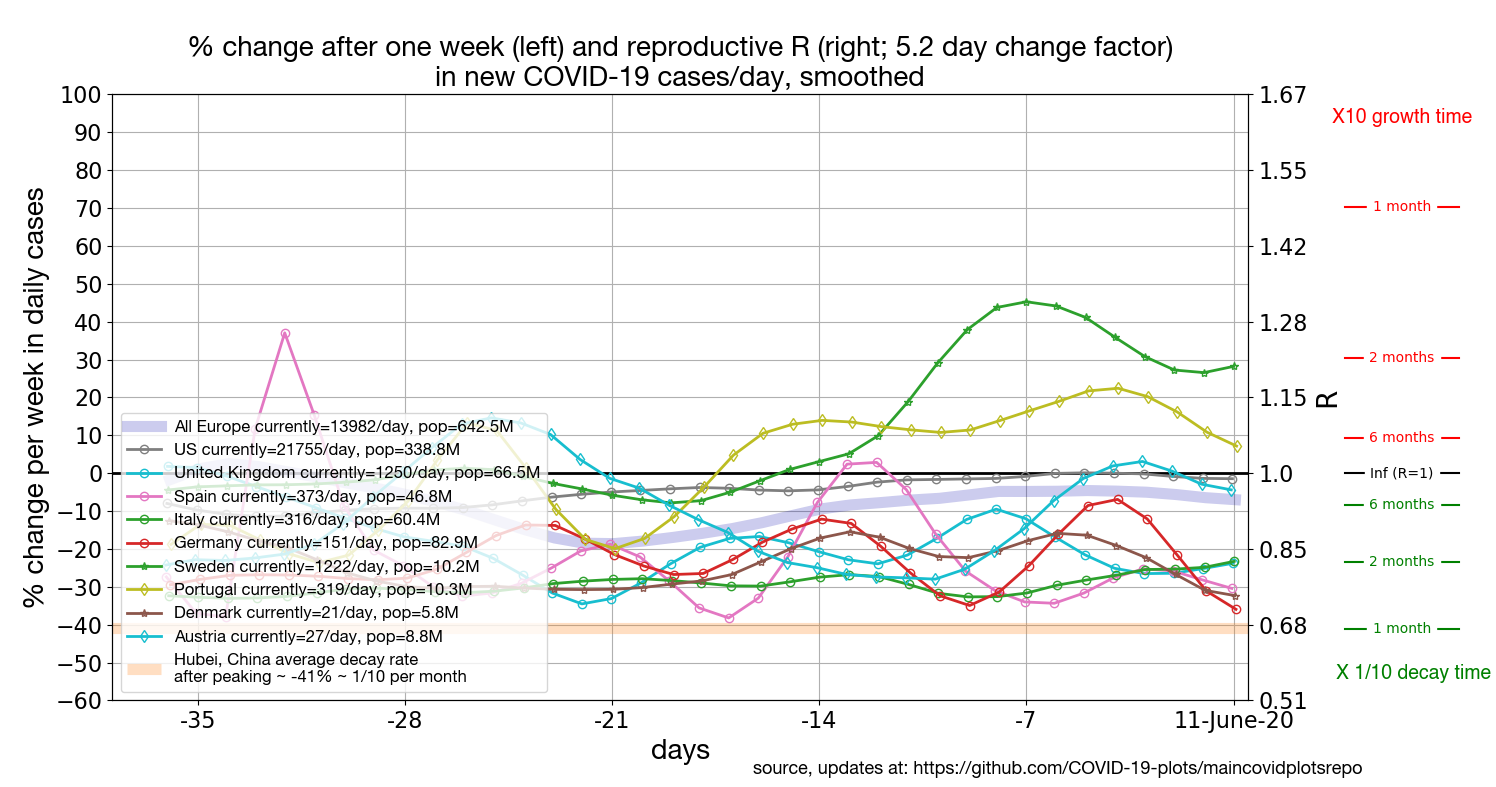 % change after one week (left) and reproductive R (right; 5.2 day change factor)
in new COVID-19 cases/day, smoothed
% change per week in daily cases
100
90
80
70
60
50
40
30
20
10
0
−10
−20
−30
−40
−50
−60
All Europe currently=13982/day, pop=642.5M
US currently=21755/day, pop=338.8M
United Kingdom currently=1250/day, pop=66.5M
Spain currently=373/day, pop=46.8M
Italy currently=316/day, pop=60.4M
Germany currently=151/day, pop=82.9M
Sweden currently=1222/day, pop=10.2M
Portugal currently=319/day, pop=10.3M
Denmark currently=21/day, pop=5.8M
Austria currently=27/day, pop=8.8M
Hubei, China average decay rate
after peaking ~ -41% ~ 1/10 per month
1.67
1.55
1.42
1.28
1.15
1.0
0.85
0.68
0.51
R
X10 growth time
1 month
2 months
6 months
Inf (R=1)
6 months
2 months
1 month
X 1/10 decay time
-35
-28
-21
-14
-7
11-June-20
days
source, updates at: https://github.com/COVID-19-plots/maincovidplotsrepo